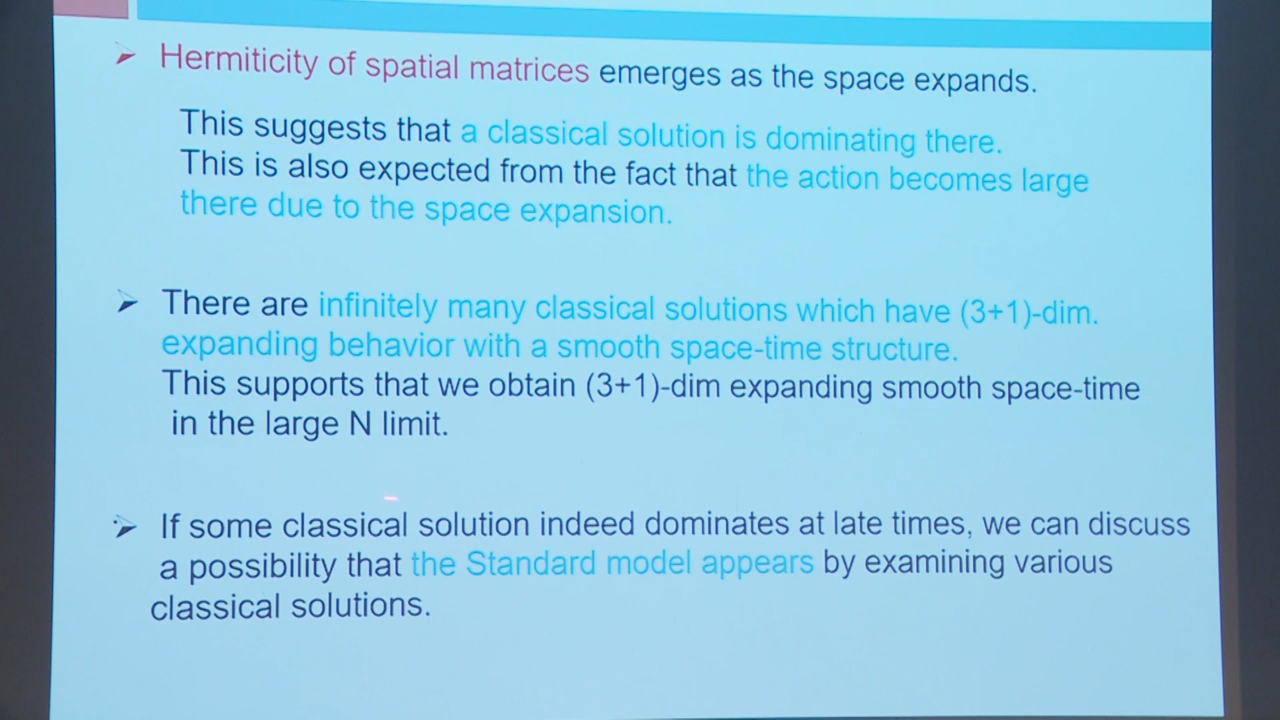 Hermiticity of spatial matrices emerges as the space expands.
This suggests that a classical solution is dominating there.
This is also expected from the fact that the action becomes large
there due to the space expansion.
There are infinitely many classical solutions which have (3+1)-dim.
expanding behavior with a smooth space-time structure.
This supports that we obtain (3+1)-dim expanding smooth space-time
in the large N limit.
If some classical solution indeed dominates at late times, we can discuss
a possibility that the Standard model appears by examining various
classical solutions.